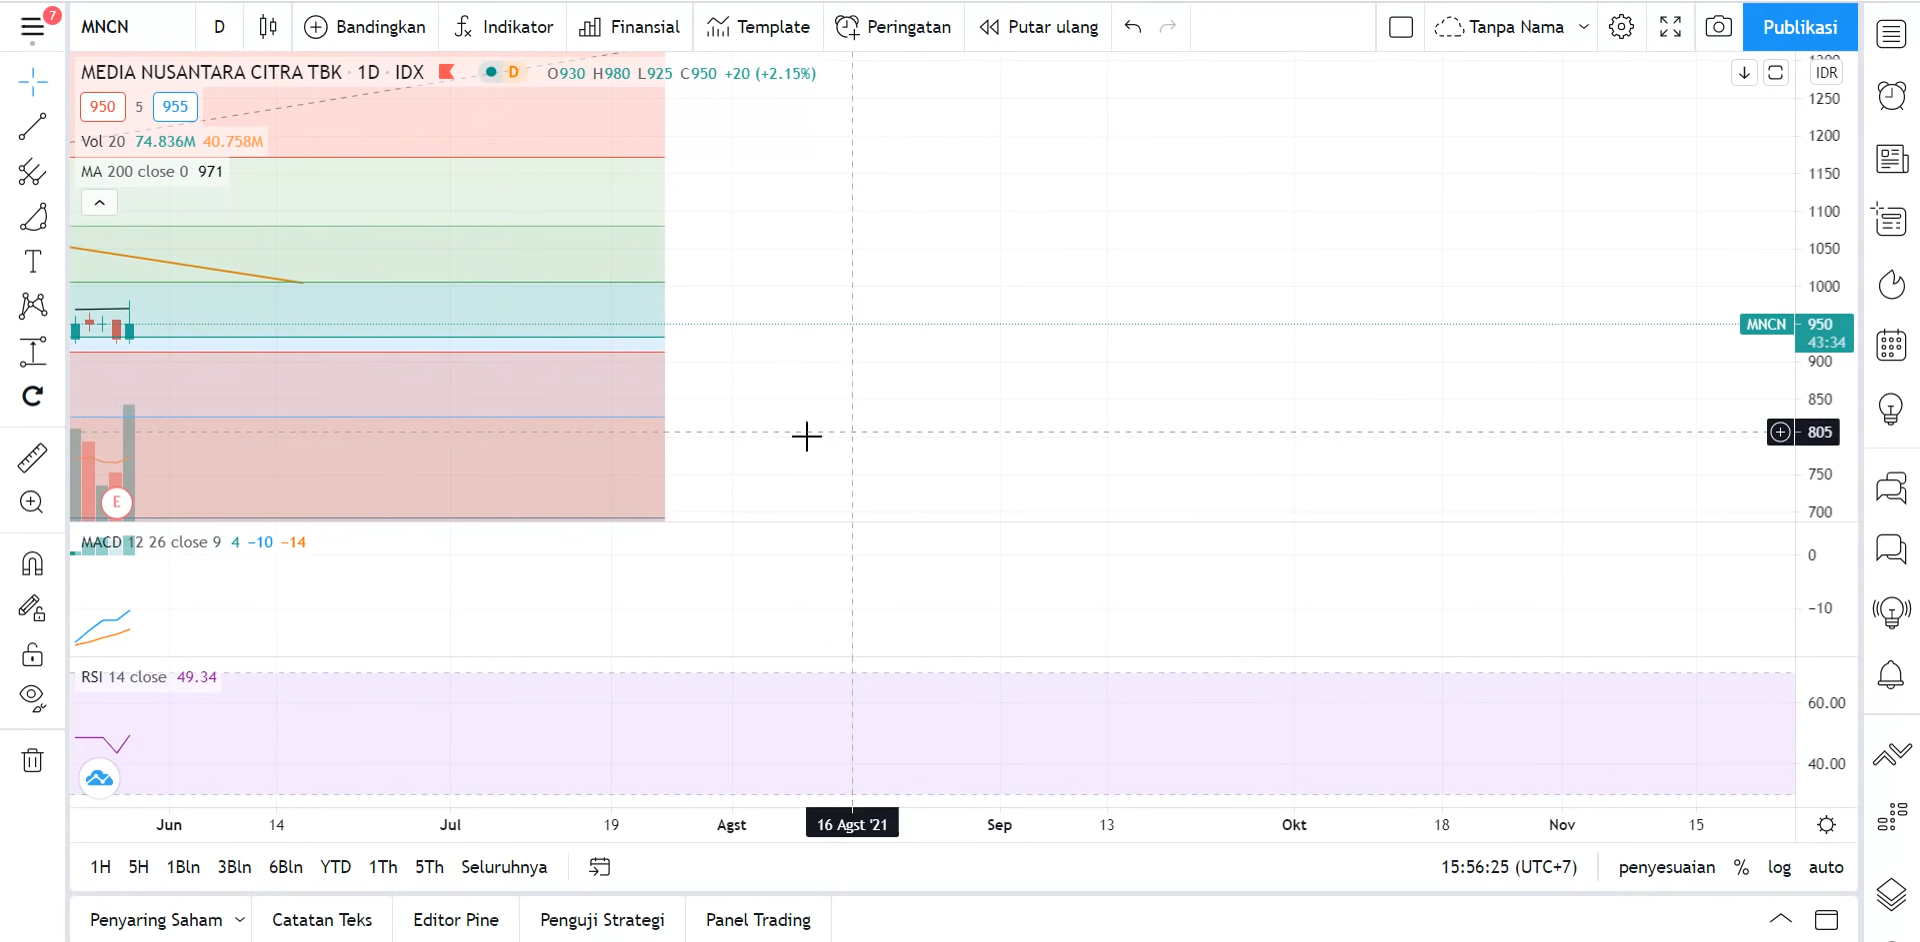 7
MNCN D Bandingkan Indikator Finansial Template Peringatan Putar ulang Tanpa Nama Publikasi
MEDIA NUSANTARA CITRA TBK · 1D · IDX D O930 H980 L925 C950 +20 (+2.15%) IDR
950 5 955
Vol 20 74.836M 40.758M
MA 200 close 0 971
1250
1200
1150
1100
1050
1000
MNCN 950
43:34
900
850
805
750
700
E
MACD 12 26 close 9 4 −10 −14
0
−10
RSI 14 close 49.34
60.00
40.00
Jun 14 Jul 19 Agst 16 Agst '21 Sep 13 Okt 18 Nov 15
1H 5H 1Bln 3Bln 6Bln YTD 1Th 5Th Seluruhnya 15:56:25 (UTC+7) penyesuaian % log auto
Penyaring Saham Catatan Teks Editor Pine Penguji Strategi Panel Trading